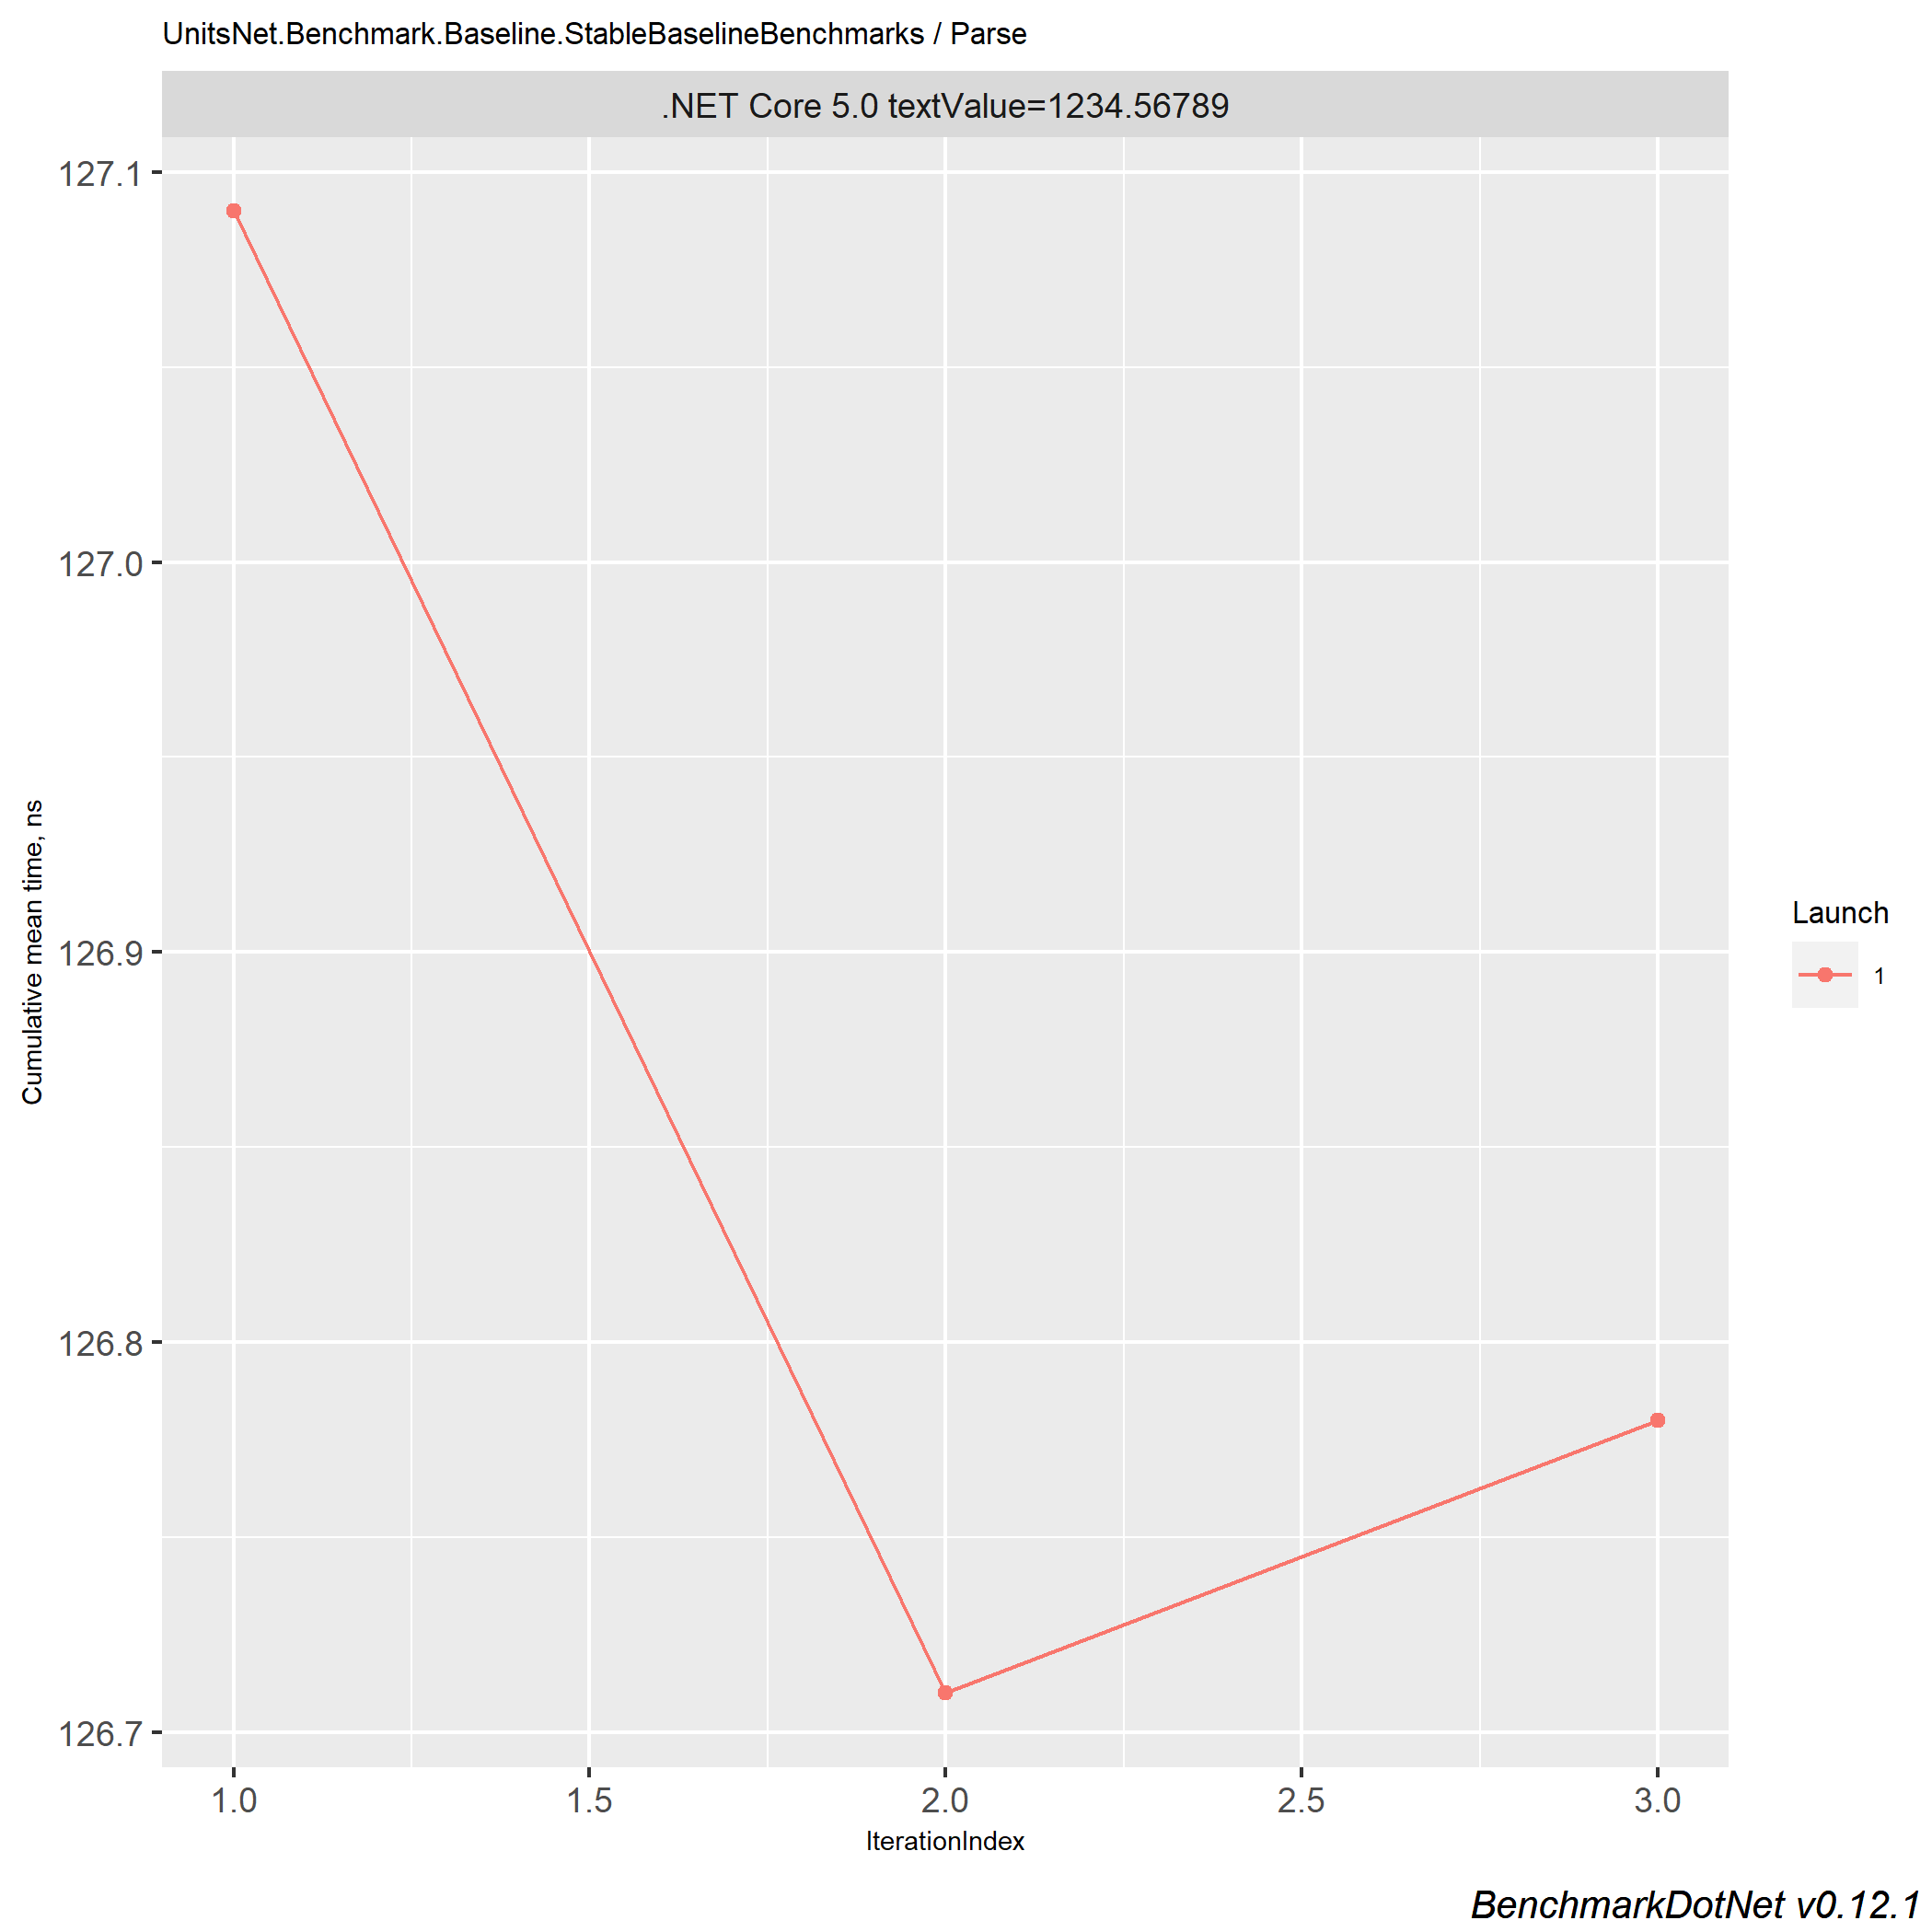 UnitsNet.Benchmark.Baseline.StableBaselineBenchmarks / Parse
.NET Core 5.0 textValue=1234.56789
127.1
127.0
126.9
126.8
126.7
Cumulative mean time, ns
1.0
1.5
2.0
2.5
3.0
IterationIndex
Launch
1
BenchmarkDotNet v0.12.1